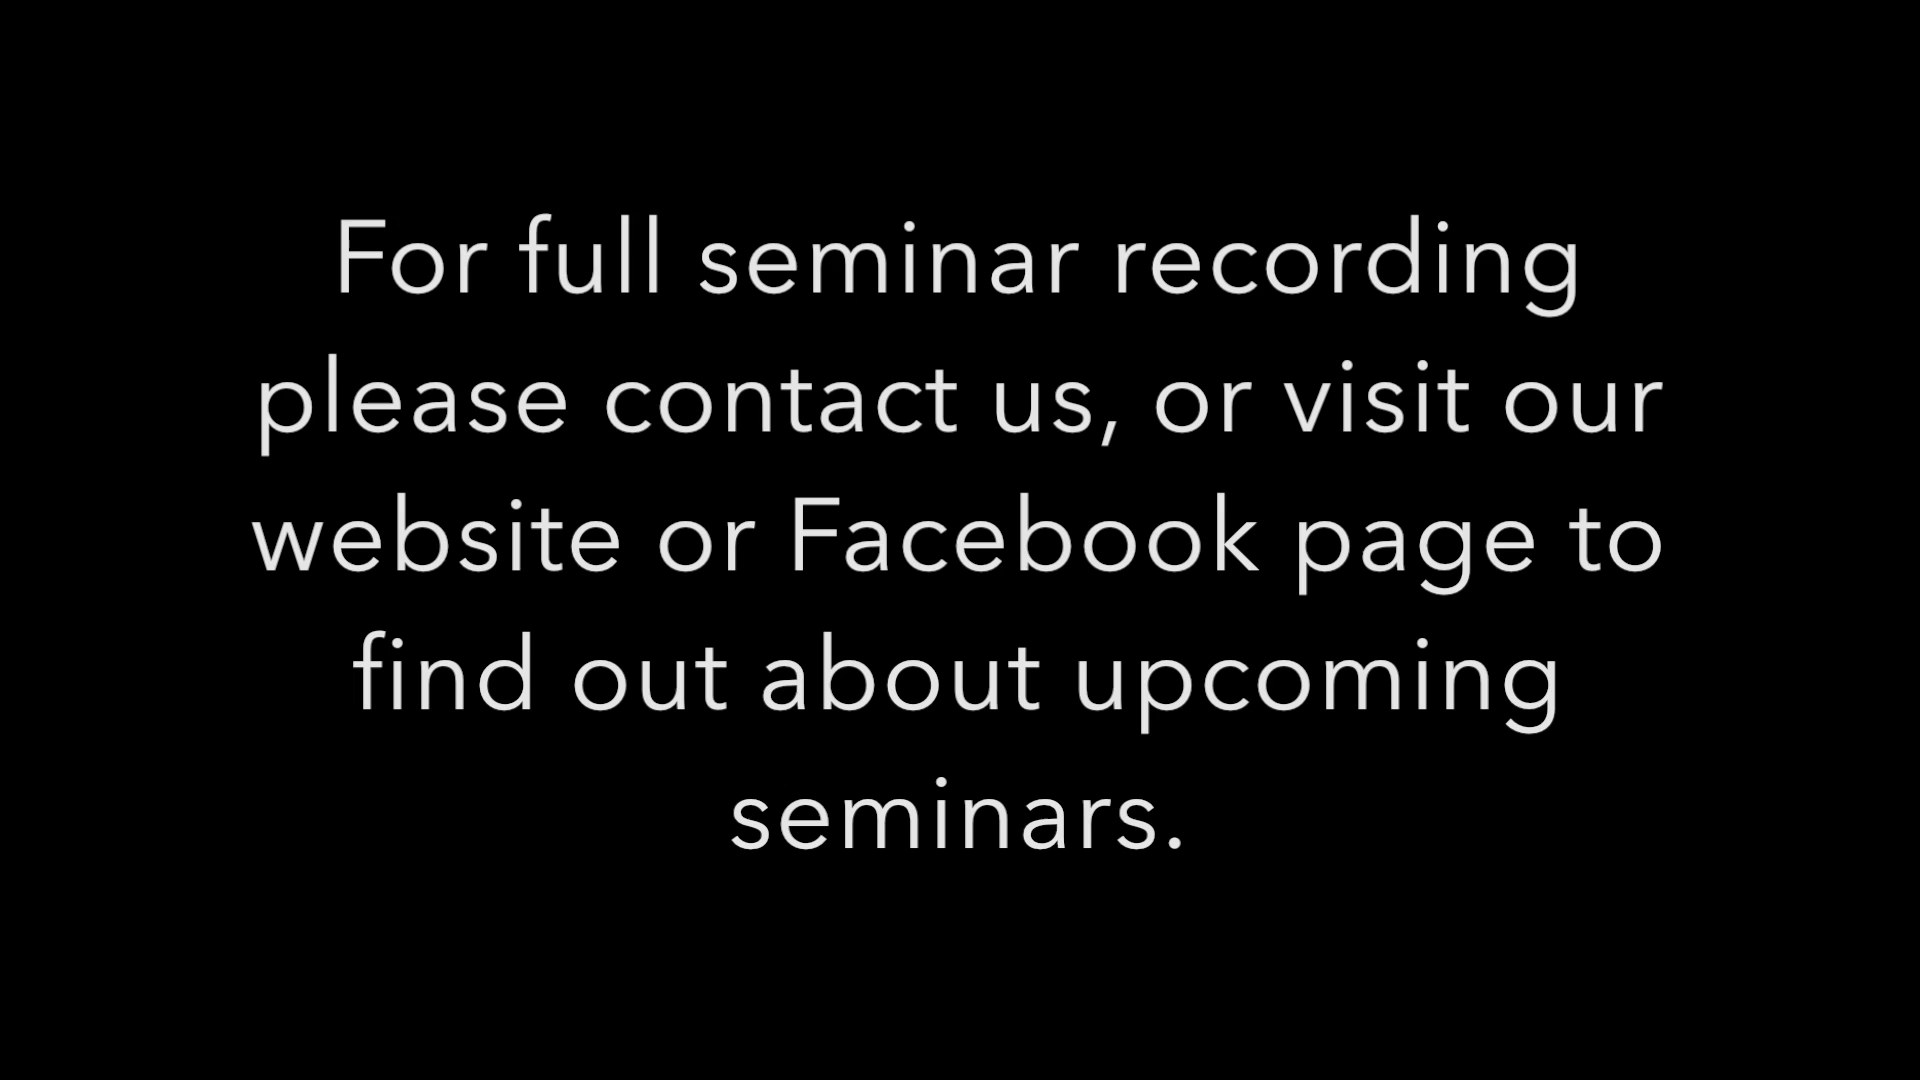 For full seminar recording
please contact us, or visit our
website or Facebook page to
find out about upcoming
seminars.